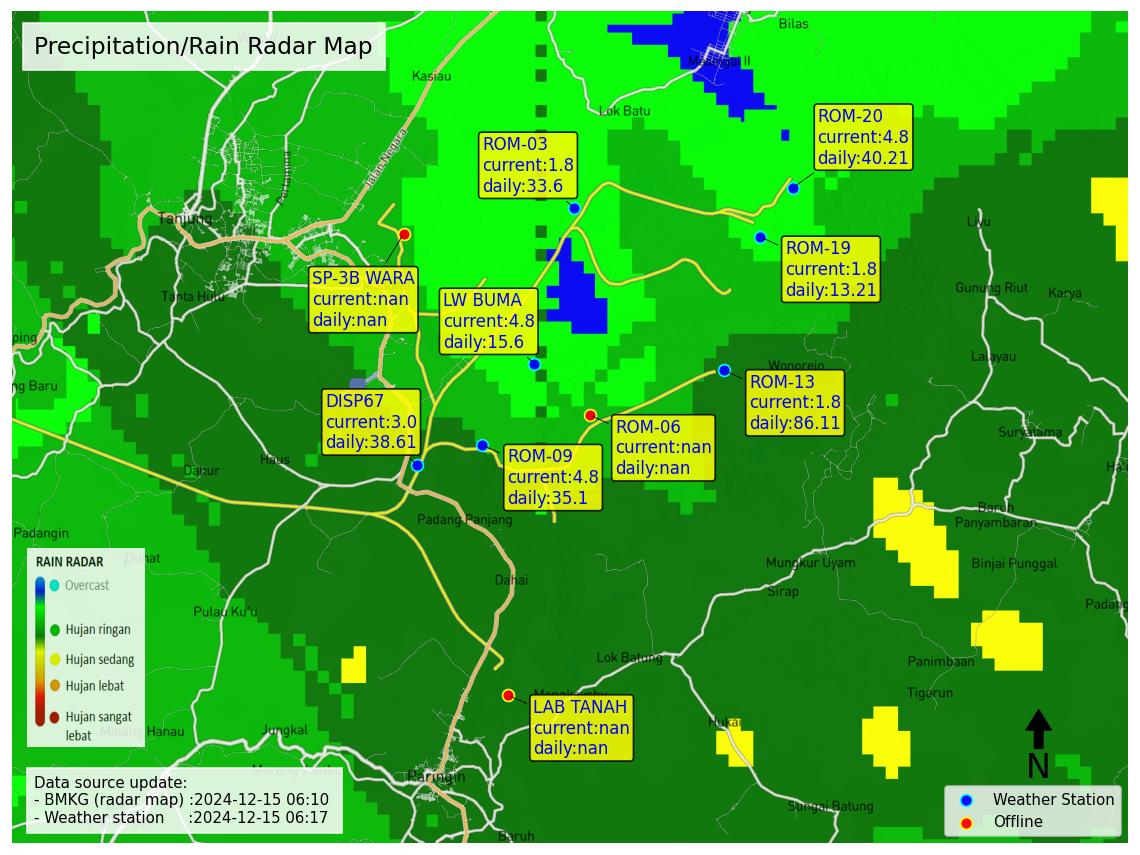 Precipitation/Rain Radar Map
Bilas
Kasiau
Lok Batu
Jalan Negara
Pertamina
Tanjung
Tanta Hulu
ROM-03
current:1.8
daily:33.6
ROM-20
current:4.8
daily:40.21
ROM-19
current:1.8
daily:13.21
SP-3B WARA
current:nan
daily:nan
LW BUMA
current:4.8
daily:15.6
Liyu
Gunung Riut
Karya
Lalayau
Wonorejo
ping
ng Baru
DISP67
current:3.0
daily:38.61
ROM-13
current:1.8
daily:86.11
ROM-06
current:nan
daily:nan
ROM-09
current:4.8
daily:35.1
Suryatama
Ha
Haus
Dahur
Padang Panjang
Baruh
Panyambaran
Padangin
Mungkur Uyam
Binjai Punggal
Dahai
Sirap
Padang
Pulau Ku'u
RAIN RADAR
Overcast
Hujan ringan
Hujan sedang
Hujan lebat
Hujan sangat
lebat
Lok Batung
Panimbaan
Tigarun
LAB TANAH
current:nan
daily:nan
Hukai
Hanau
Jungkal
Paringin
N
Data source update:
- BMKG (radar map) :2024-12-15 06:10
- Weather station :2024-12-15 06:17
Sungai Batung
Baruh
Weather Station
Offline